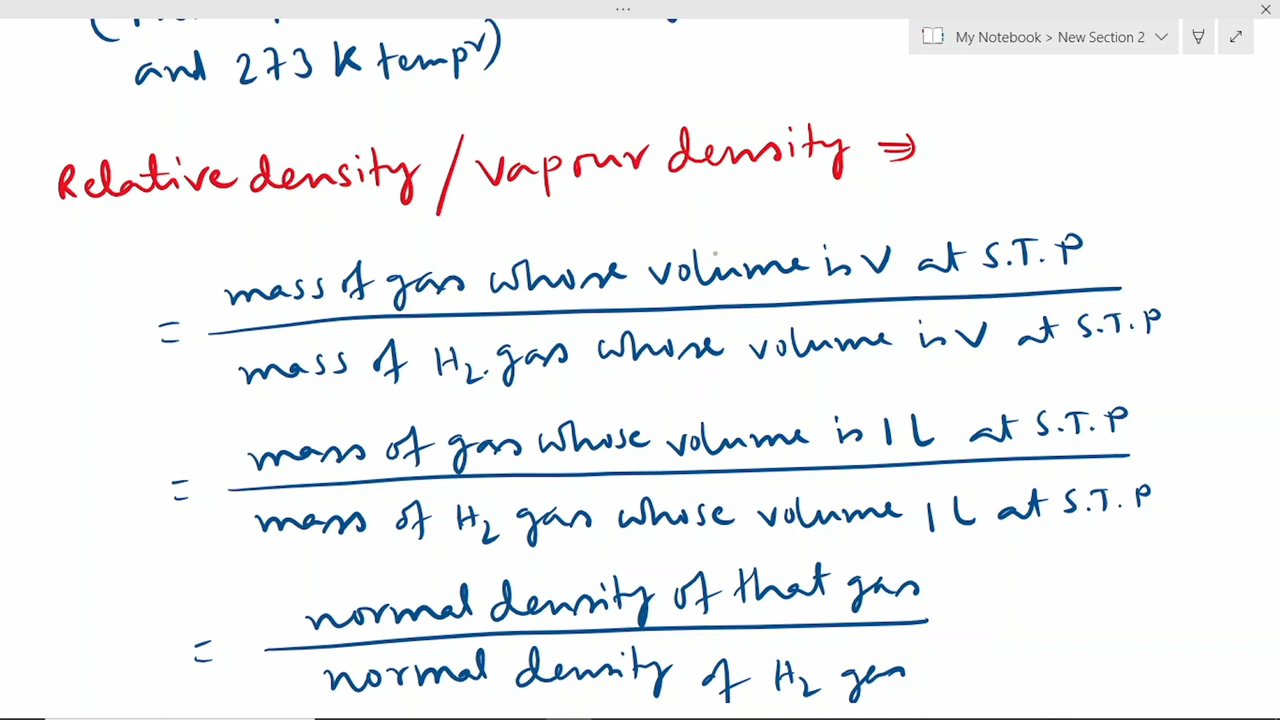 My Notebook > New Section 2
and 273 K tempr)
Relative density / vapour density ⇒
= mass of gas whose volume is V at S.T.P
mass of H2 gas whose volume is V at S.T.P
= mass of gas whose volume is 1 L at S.T.P
mass of H2 gas whose volume 1 L at S.T.P
= normal density of that gas
normal density of H2 gas